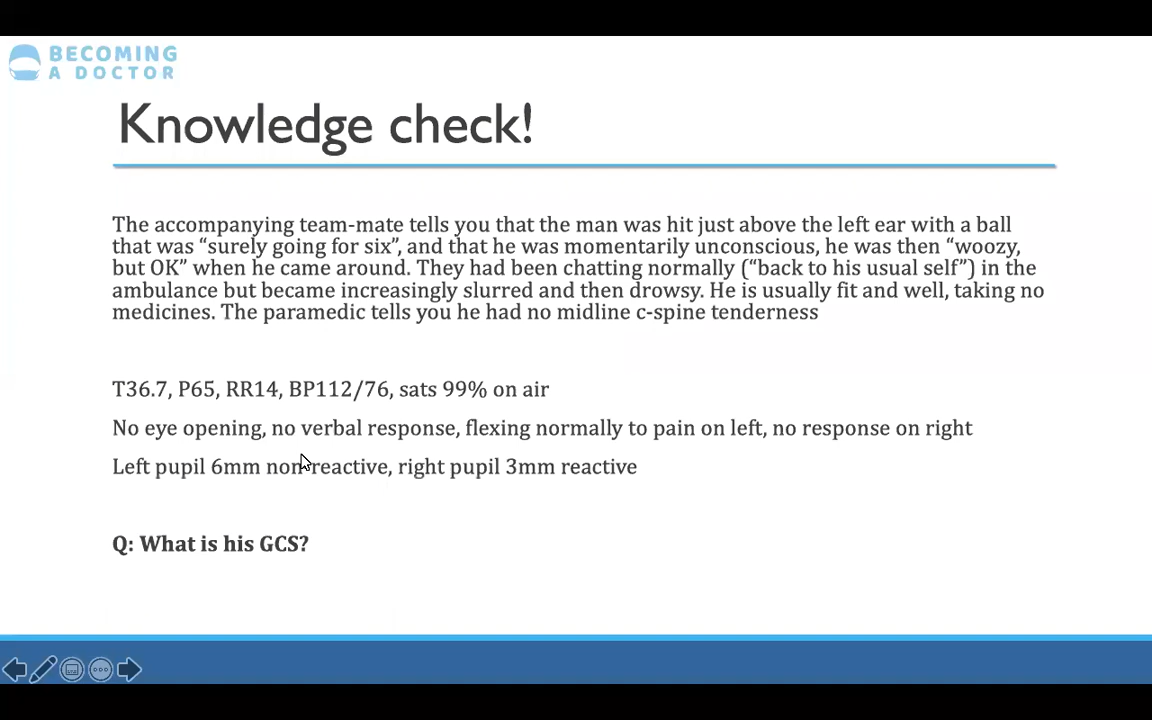 BECOMING
A DOCTOR
Knowledge check!
The accompanying team-mate tells you that the man was hit just above the left ear with a ball
that was “surely going for six”, and that he was momentarily unconscious, he was then “woozy,
but OK” when he came around. They had been chatting normally (“back to his usual self”) in the
ambulance but became increasingly slurred and then drowsy. He is usually fit and well, taking no
medicines. The paramedic tells you he had no midline c-spine tenderness
T36.7, P65, RR14, BP112/76, sats 99% on air
No eye opening, no verbal response, flexing normally to pain on left, no response on right
Left pupil 6mm non-reactive, right pupil 3mm reactive
Q: What is his GCS?